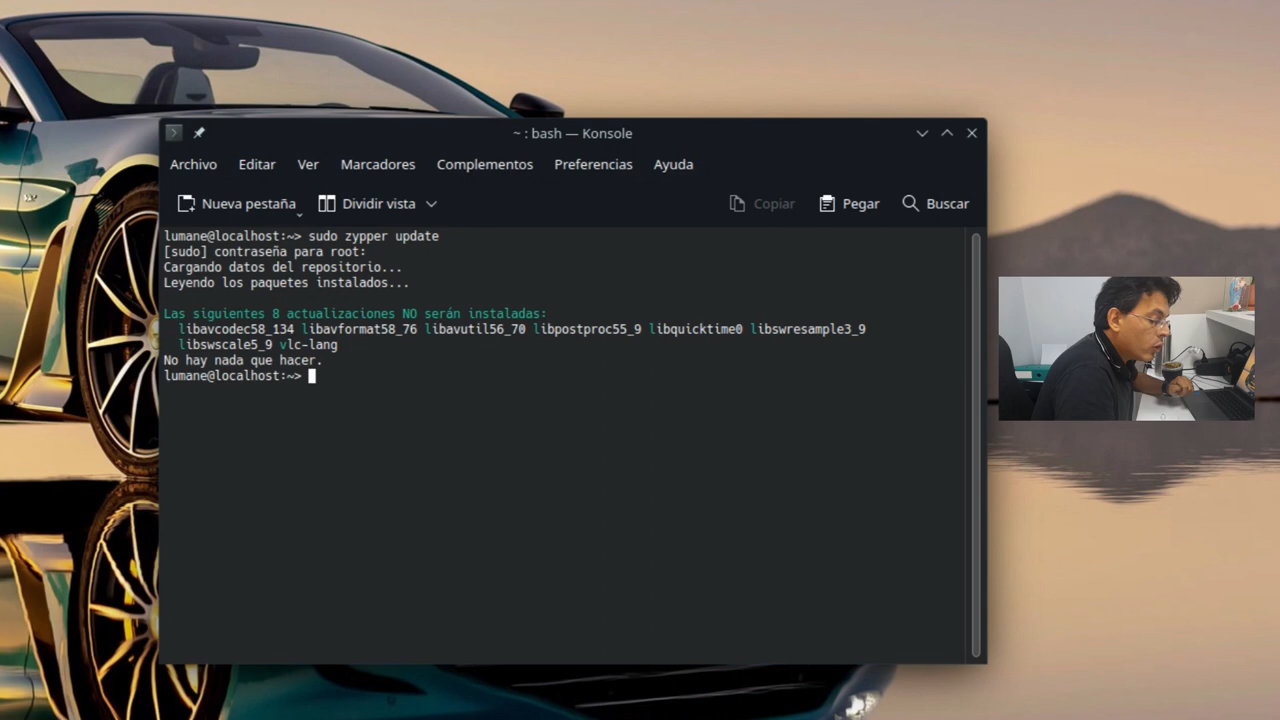 ~ : bash — Konsole
Archivo Editar Ver Marcadores Complementos Preferencias Ayuda
Nueva pestaña Dividir vista Copiar Pegar Buscar
lumane@localhost:~> sudo zypper update
[sudo] contraseña para root:
Cargando datos del repositorio...
Leyendo los paquetes instalados...
Las siguientes 8 actualizaciones NO serán instaladas:
libavcodec58_134 libavformat58_76 libavutil56_70 libpostproc55_9 libquicktime0 libswresample3_9
libswscale5_9 vlc-lang
No hay nada que hacer.
lumane@localhost:~>